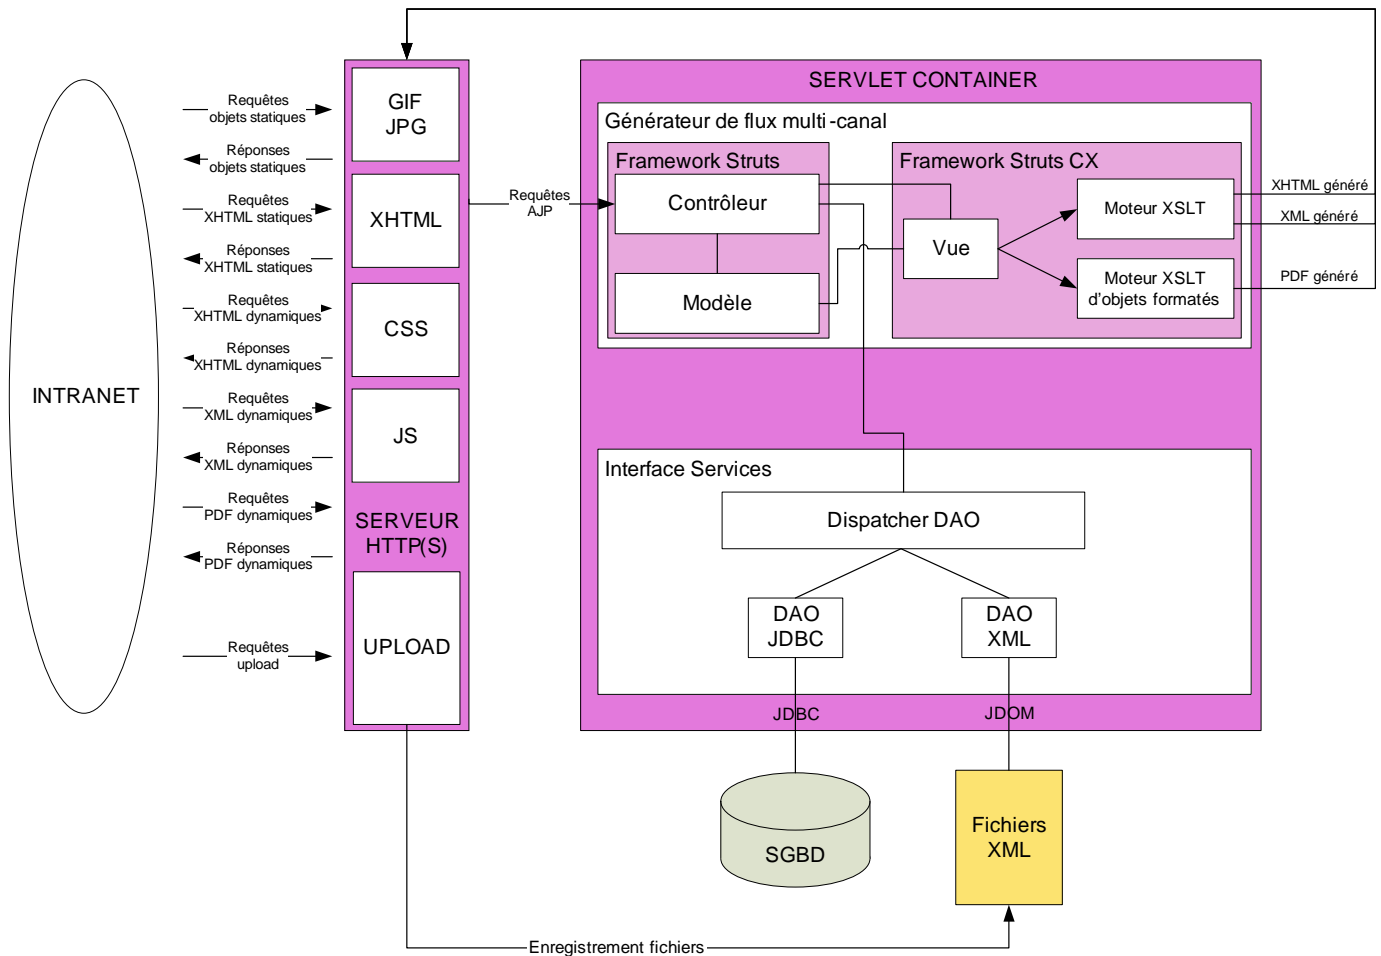 INTRANET
Requêtes
objets statiques
Réponses
objets statiques
Requêtes
XHTML statiques
Réponses
XHTML statiques
Requêtes
XHTML dynamiques
Réponses
XHTML dynamiques
Requêtes
XML dynamiques
Réponses
XML dynamiques
Requêtes
PDF dynamiques
Réponses
PDF dynamiques
Requêtes
upload
GIF
JPG
XHTML
CSS
JS
SERVEUR
HTTP(S)
UPLOAD
Requêtes
AJP
SERVLET CONTAINER
Générateur de flux multi-canal
Framework Struts
Contrôleur
Modèle
Framework Struts CX
Vue
Moteur XSLT
Moteur XSLT
d'objets formatés
XHTML généré
XML généré
PDF généré
Interface Services
Dispatcher DAO
DAO
JDBC
DAO
XML
JDBC
JDOM
SGBD
Fichiers
XML
Enregistrement fichiers